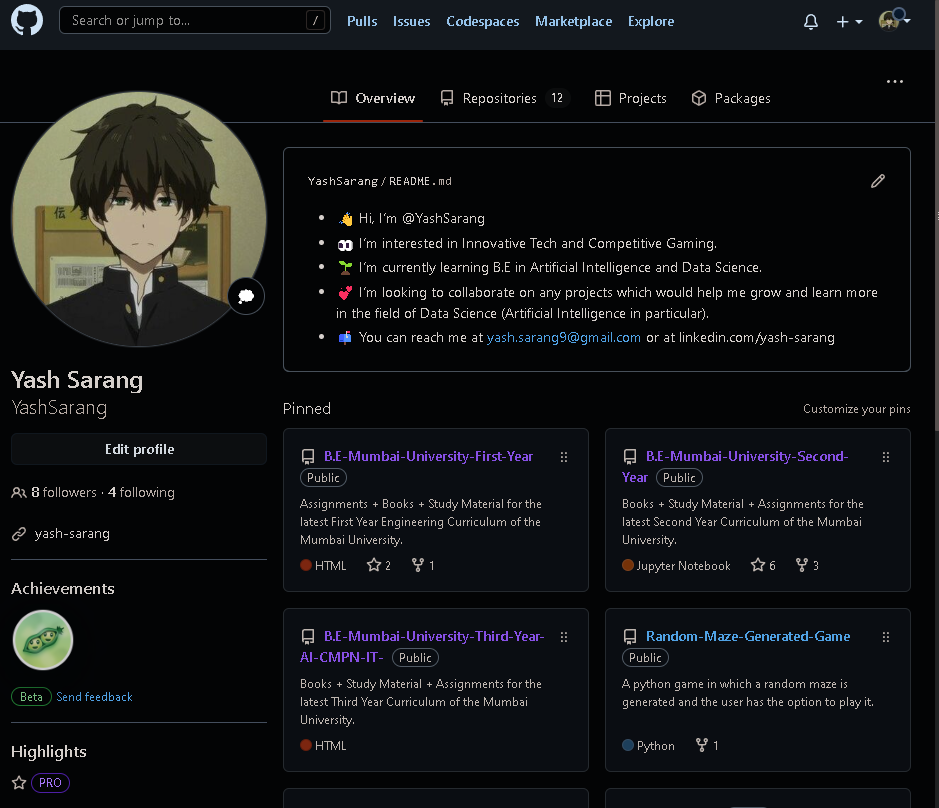 Search or jump to... /
Pulls Issues Codespaces Marketplace Explore
Overview Repositories 12 Projects Packages
YashSarang/README.md
Hi, I'm @YashSarang
I'm interested in Innovative Tech and Competitive Gaming.
I'm currently learning B.E in Artificial Intelligence and Data Science.
I'm looking to collaborate on any projects which would help me grow and learn more
in the field of Data Science (Artificial Intelligence in particular).
You can reach me at yash.sarang9@gmail.com or at linkedin.com/yash-sarang
伝
Yash Sarang
YashSarang
Edit profile
8 followers · 4 following
yash-sarang
Achievements
Beta Send feedback
Highlights
PRO
Pinned
Customize your pins
B.E-Mumbai-University-First-Year
Public
Assignments + Books + Study Material for the
latest First Year Engineering Curriculum of the
Mumbai University.
HTML 2 1
B.E-Mumbai-University-Second-
Year Public
Books + Study Material + Assignments for the
latest Second Year Curriculum of the Mumbai
University.
Jupyter Notebook 6 3
B.E-Mumbai-University-Third-Year-
AI-CMPN-IT- Public
Books + Study Material + Assignments for the
latest Third Year Curriculum of the Mumbai
University.
HTML
Random-Maze-Generated-Game
Public
A python game in which a random maze is
generated and the user has the option to play it.
Python 1